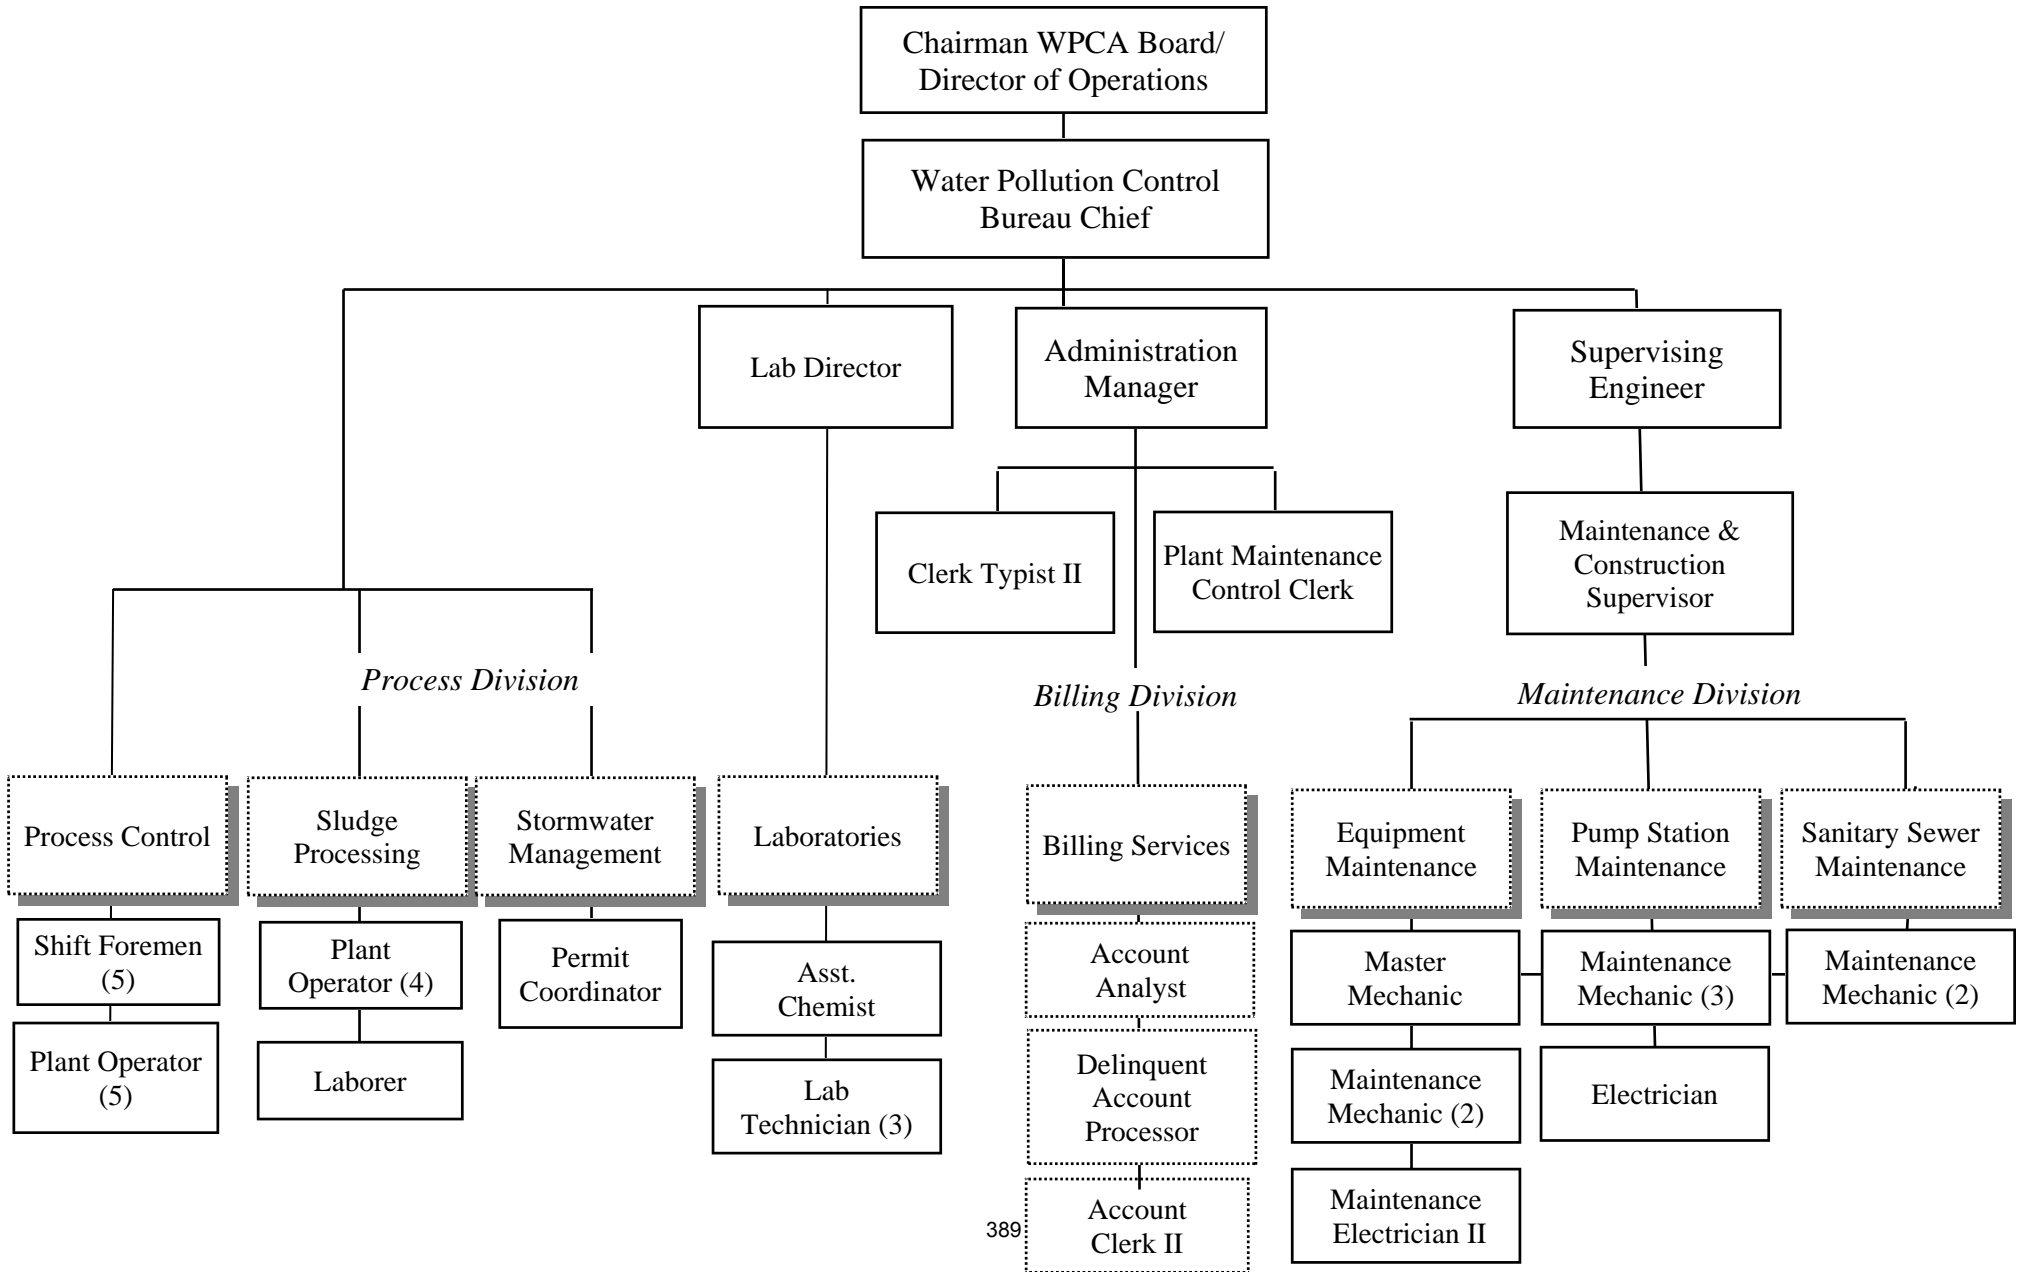 Chairman WPCA Board/
Director of Operations
Water Pollution Control
Bureau Chief
Lab Director
Administration
Manager
Supervising
Engineer
Clerk Typist II
Plant Maintenance
Control Clerk
Maintenance &
Construction
Supervisor
Process Division
Billing Division
Maintenance Division
Process Control
Sludge
Processing
Stormwater
Management
Laboratories
Billing Services
Equipment
Maintenance
Pump Station
Maintenance
Sanitary Sewer
Maintenance
Shift Foremen
(5)
Plant Operator
(5)
Plant
Operator (4)
Laborer
Permit
Coordinator
Asst.
Chemist
Lab
Technician (3)
Account
Analyst
Delinquent
Account
Processor
Account
Clerk II
Master
Mechanic
Maintenance
Mechanic (2)
Maintenance
Electrician II
Maintenance
Mechanic (3)
Electrician
Maintenance
Mechanic (2)
389